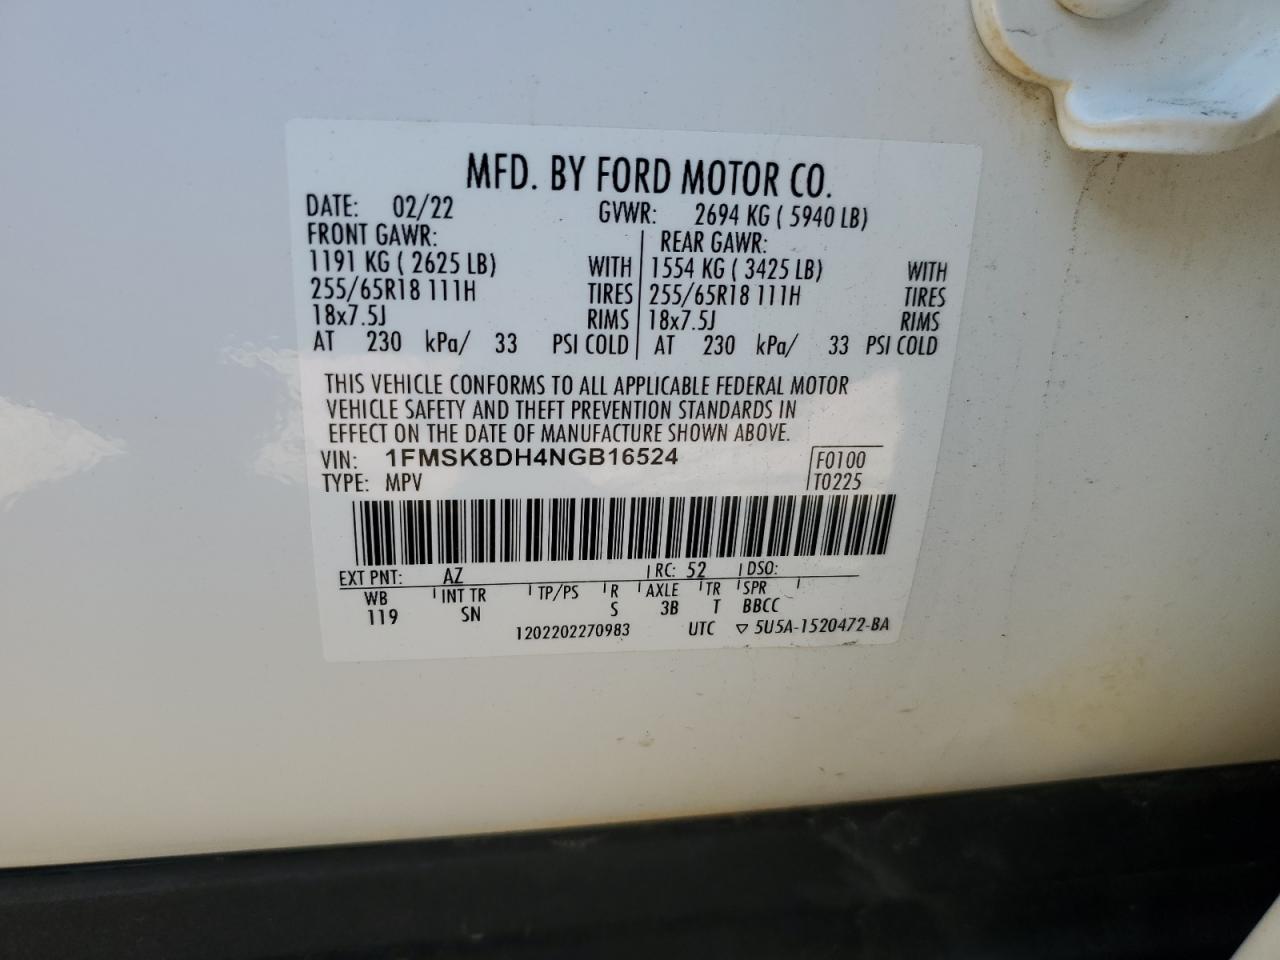 MFD. BY FORD MOTOR CO.
DATE: 02/22 GVWR: 2694 KG ( 5940 LB)
FRONT GAWR: REAR GAWR:
1191 KG ( 2625 LB) WITH 1554 KG ( 3425 LB) WITH
255/65R18 111H TIRES 255/65R18 111H TIRES
18x7.5J RIMS 18x7.5J RIMS
AT 230 kPa/ 33 PSI COLD AT 230 kPa/ 33 PSI COLD
THIS VEHICLE CONFORMS TO ALL APPLICABLE FEDERAL MOTOR
VEHICLE SAFETY AND THEFT PREVENTION STANDARDS IN
EFFECT ON THE DATE OF MANUFACTURE SHOWN ABOVE.
VIN: 1FMSK8DH4NGB16524 F0100
TYPE: MPV T0225
EXT PNT: AZ RC: 52 DSO:
WB INT TR TP/PS R AXLE TR SPR
119 SN S 3B T BBCC
1202202270983 UTC ▽ 5U5A-1520472-BA